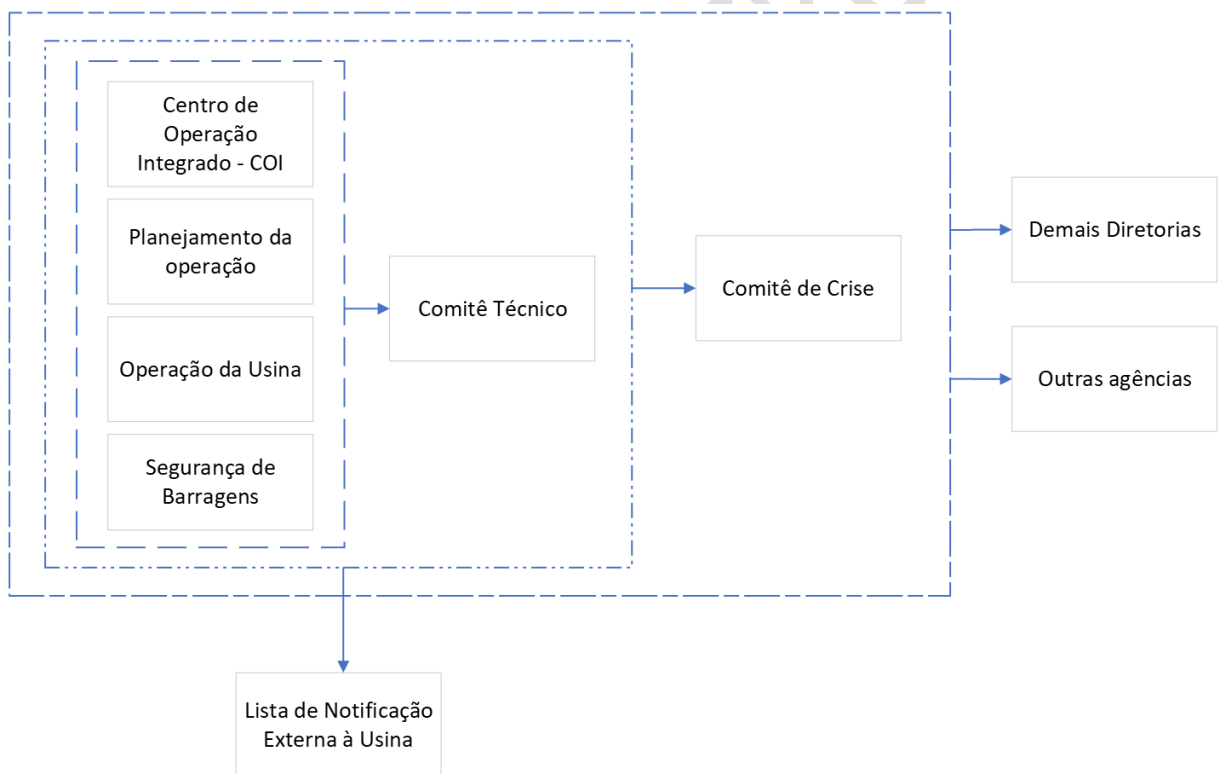 Centro de
Operação
Integrado - COI
Planejamento da
operação
Operação da Usina
Segurança de
Barragens
Comitê Técnico
Comitê de Crise
Demais Diretorias
Outras agências
Lista de Notificação
Externa à Usina